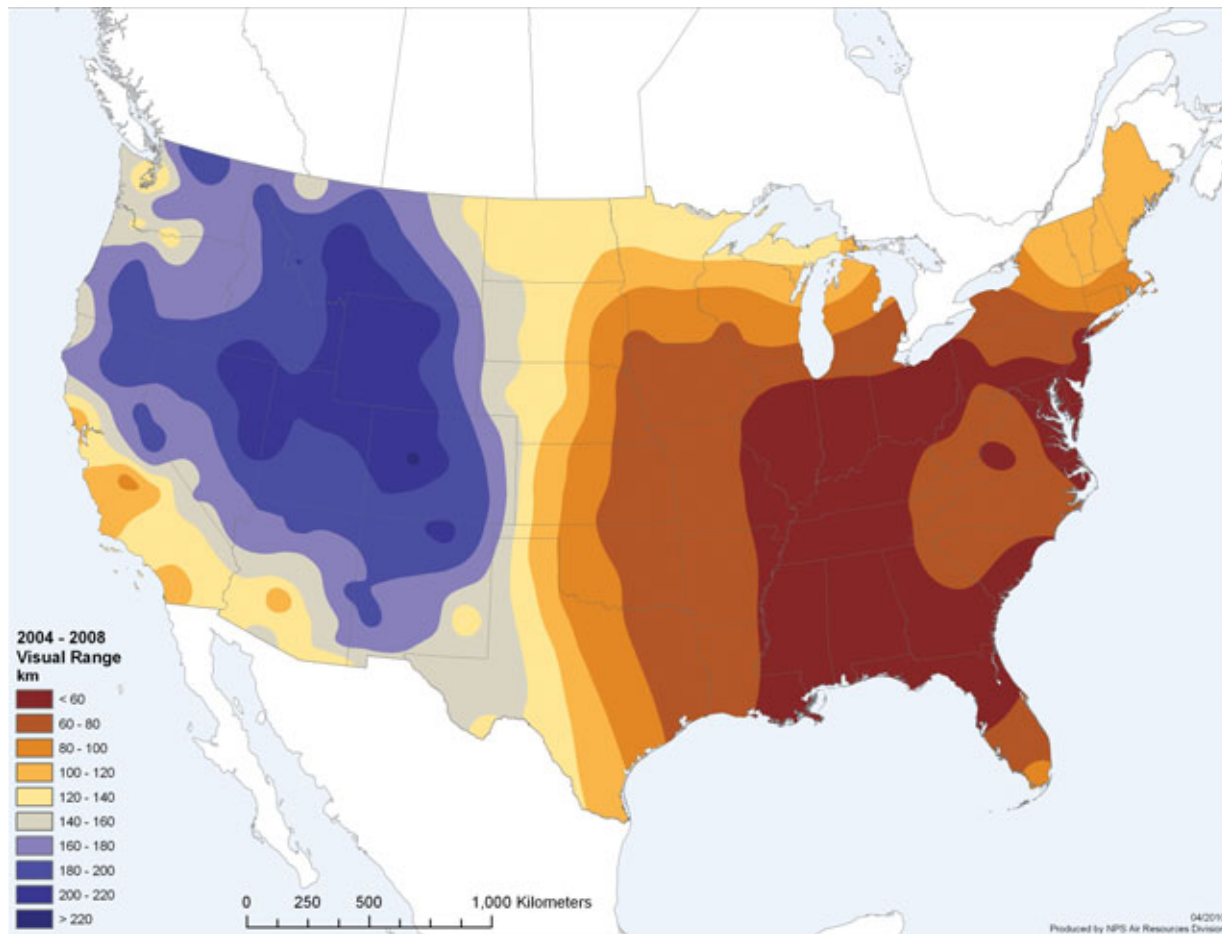 2004 - 2008
Visual Range
km
< 60
60 - 80
80 - 100
100 - 120
120 - 140
140 - 160
160 - 180
180 - 200
200 - 220
> 220
0 250 500 1,000 Kilometers
04/2010
Produced by NPS Air Resources Division